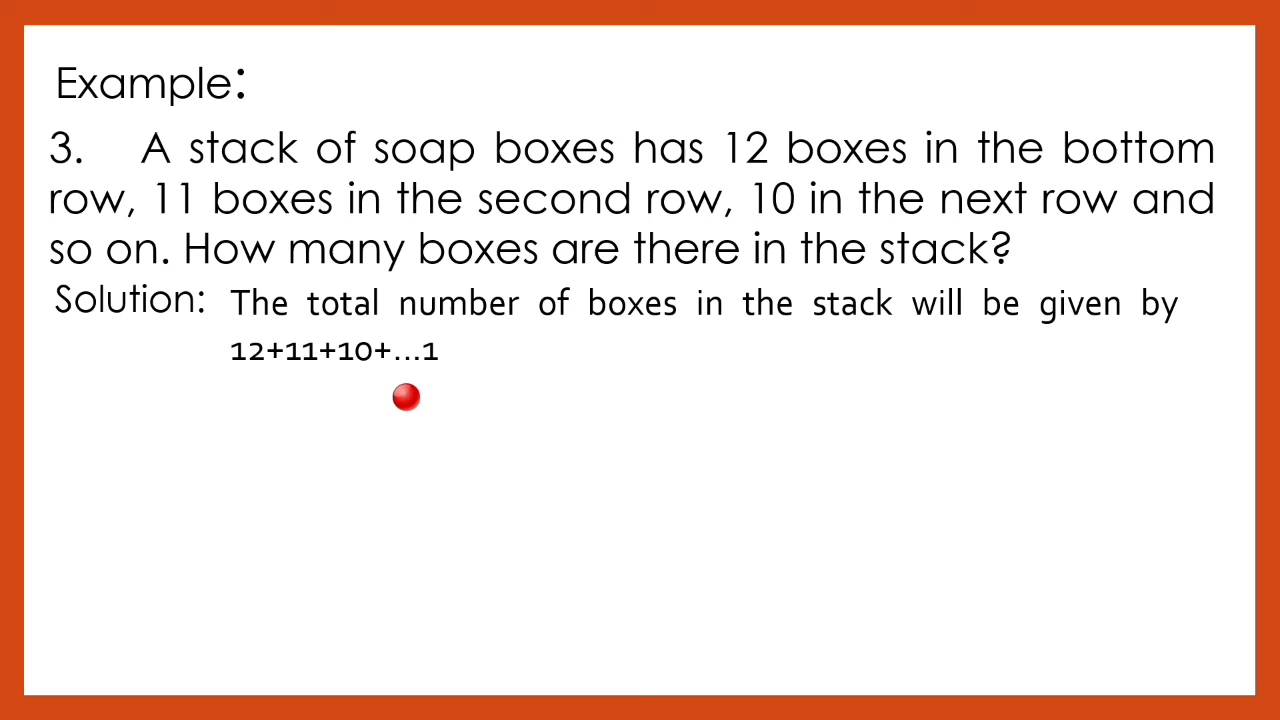 Example:
3. A stack of soap boxes has 12 boxes in the bottom
row, 11 boxes in the second row, 10 in the next row and
so on. How many boxes are there in the stack?
Solution: The total number of boxes in the stack will be given by
12+11+10+...1